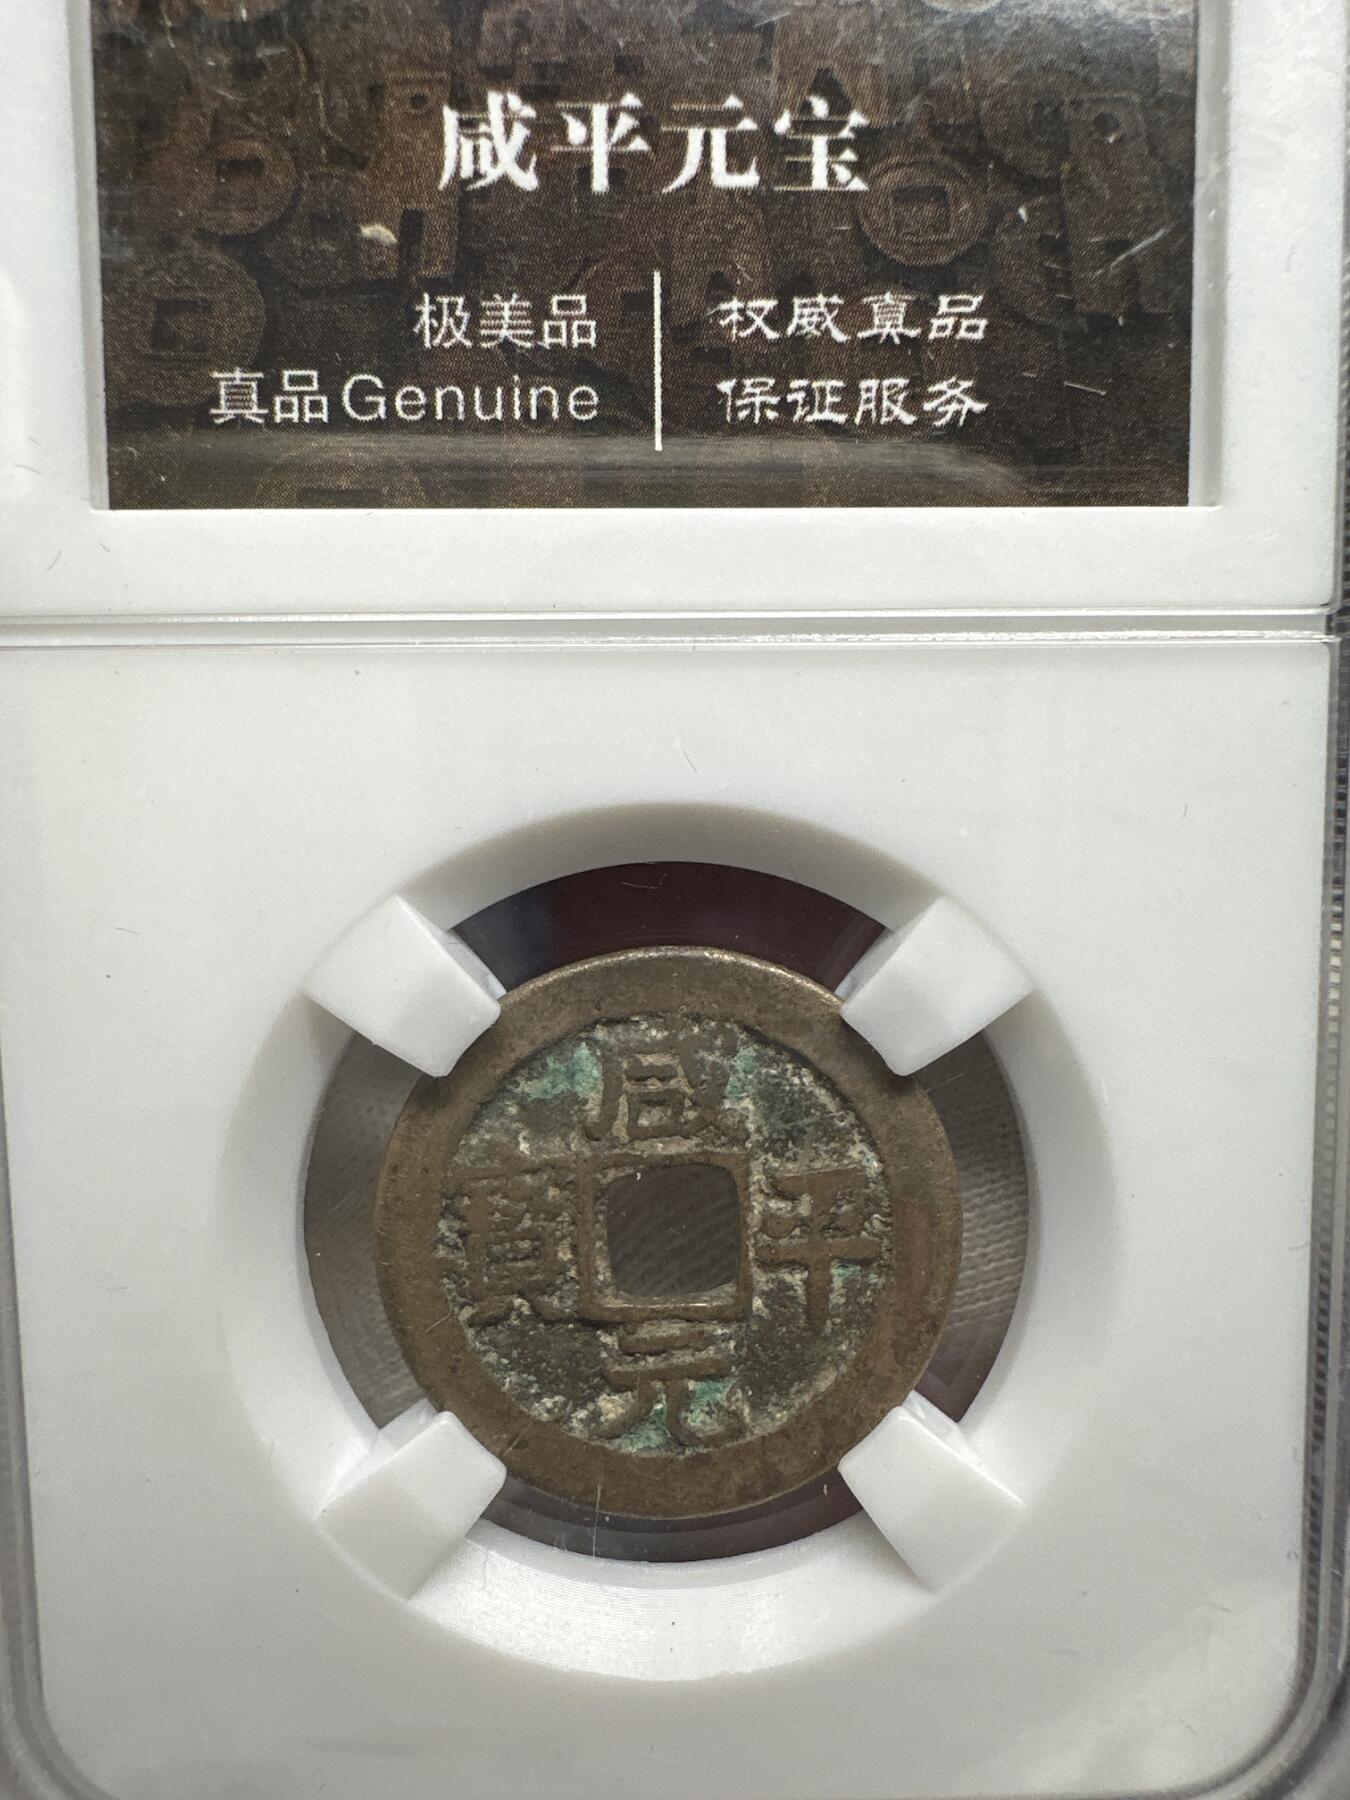 咸平元宝
极美品
真品Genuine
权威真品
保证服务
咸平元寶